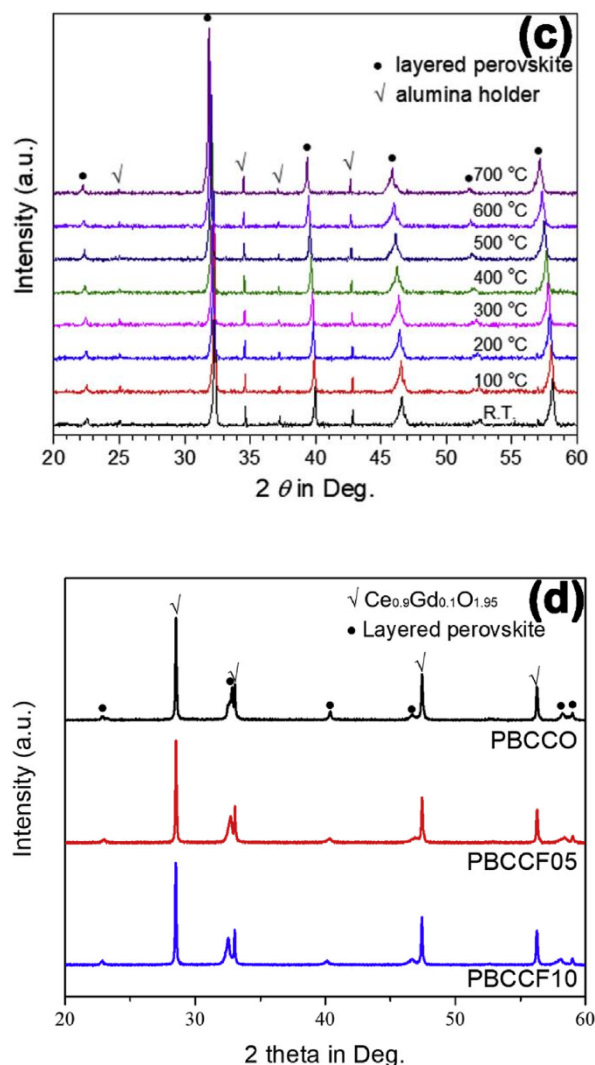 (c)
● layered perovskite
√ alumina holder
Intensity (a.u.)
700 °C
600 °C
500 °C
400 °C
300 °C
200 °C
100 °C
R.T.
20 25 30 35 40 45 50 55 60
2 θ in Deg.
(d)
√ Ce₀.₉Gd₀.₁O₁.₉₅
● Layered perovskite
Intensity (a.u.)
PBCCO
PBCCF05
PBCCF10
20 30 40 50 60
2 theta in Deg.